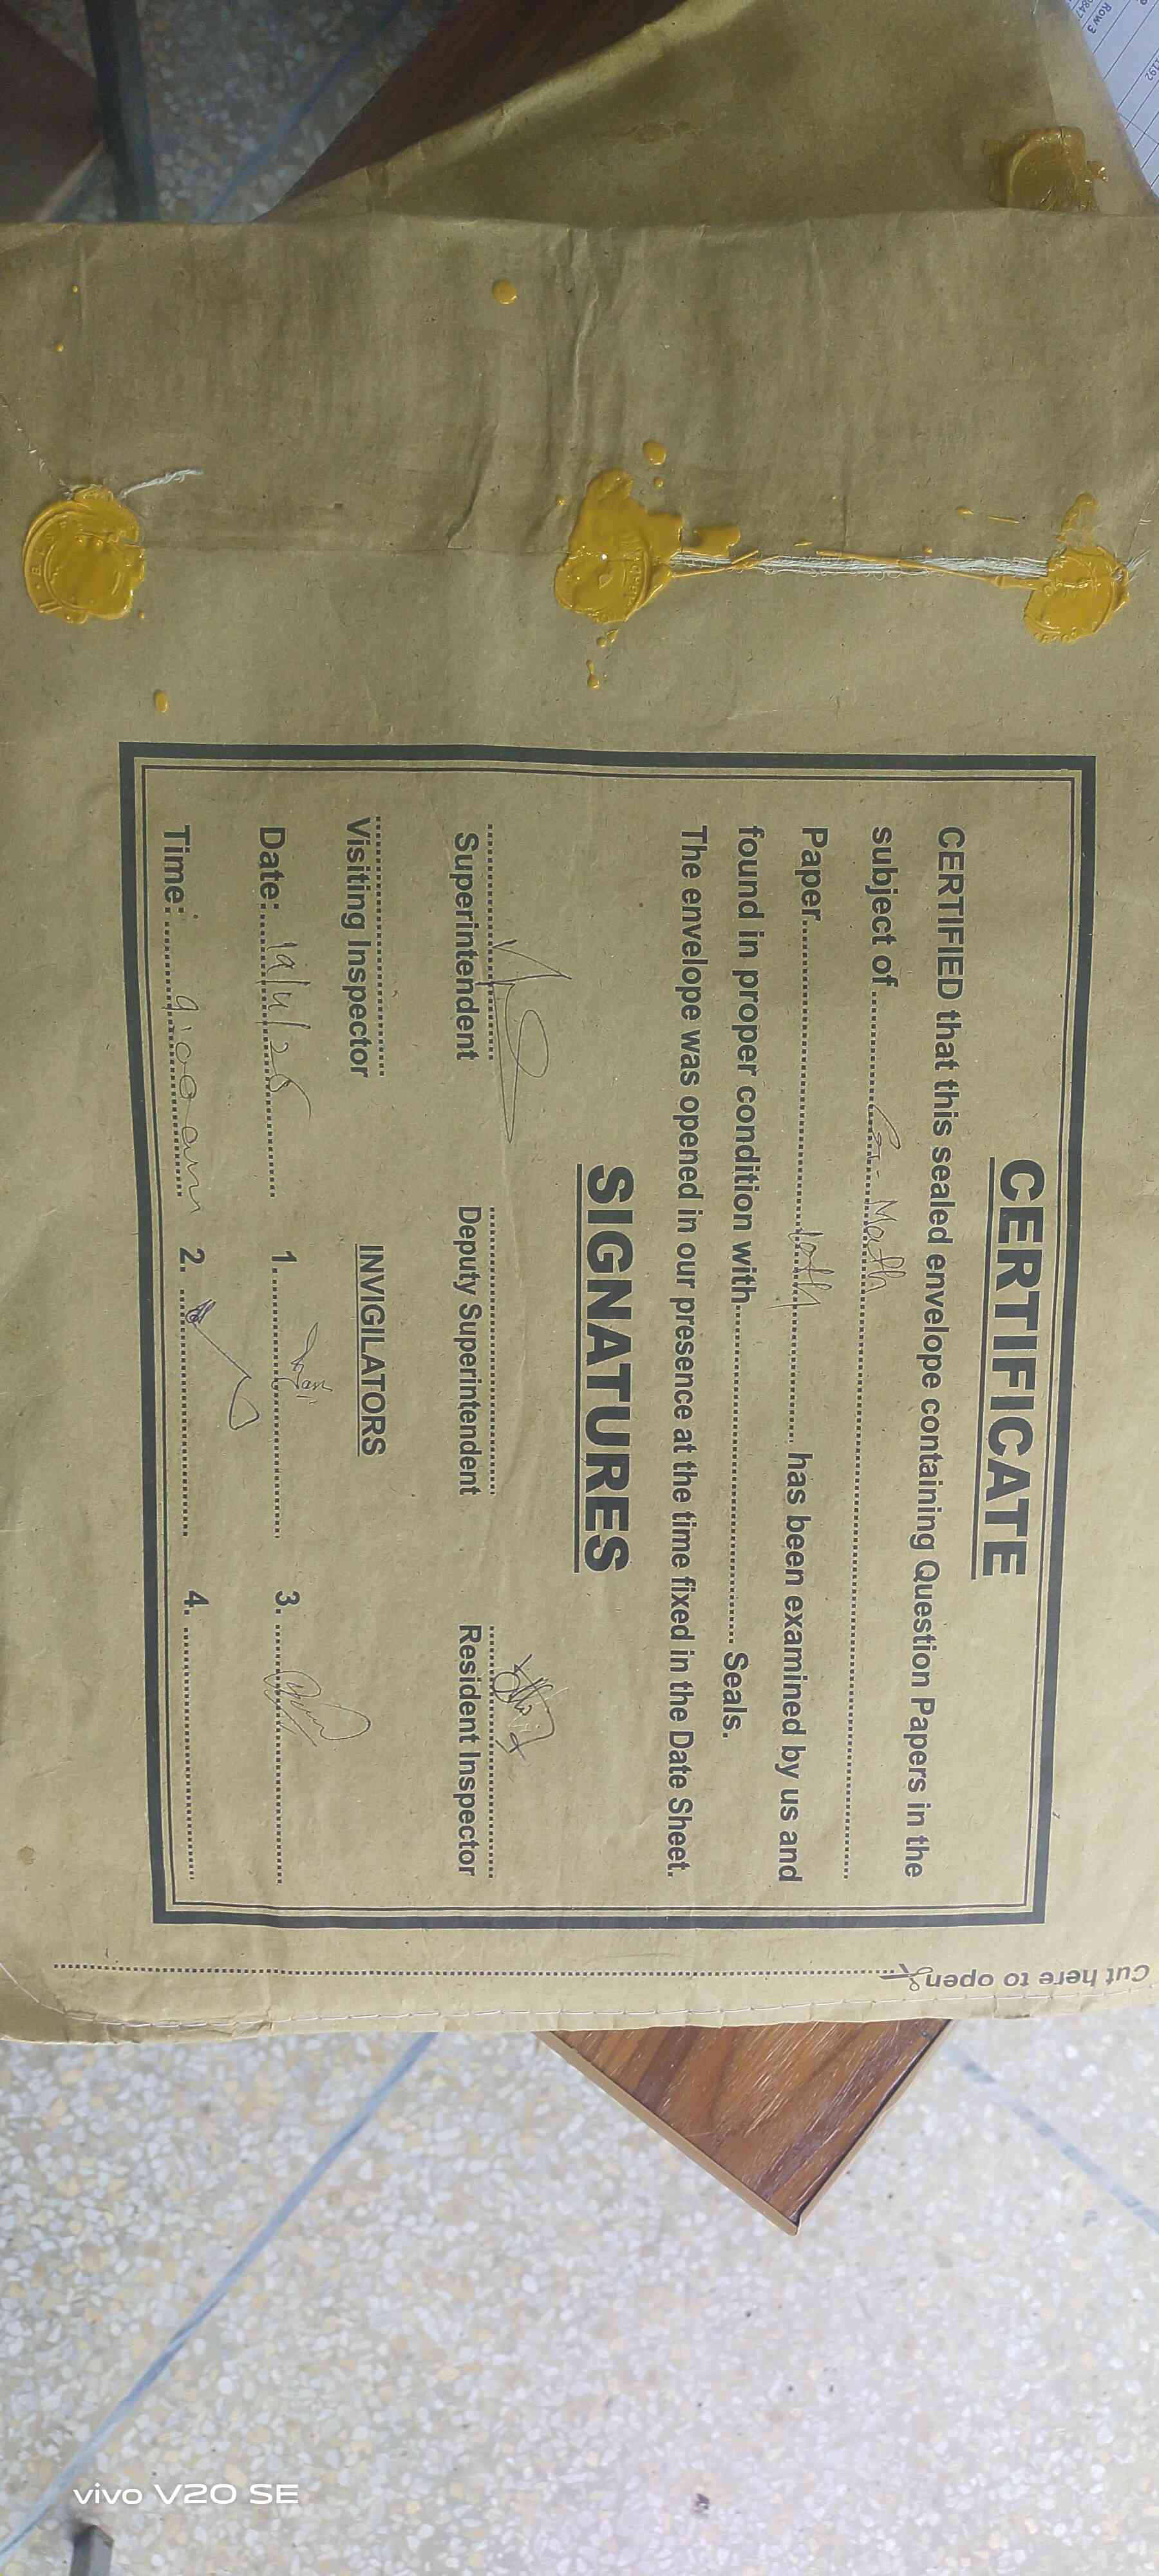 CERTIFICATE
CERTIFIED that this sealed envelope containing Question Papers in the
subject of ........ G. Math ........
Paper ........ 10th ........ has been examined by us and
found in proper condition with ........ Seals.
The envelope was opened in our presence at the time fixed in the Date Sheet.
SIGNATURES
Superintendent Deputy Superintendent Resident Inspector
Visiting Inspector
INVIGILATORS
Date: 1. 3.
Time: 9:00 am 2. 4.
Cut here to open
Row 3
vivo V20 SE